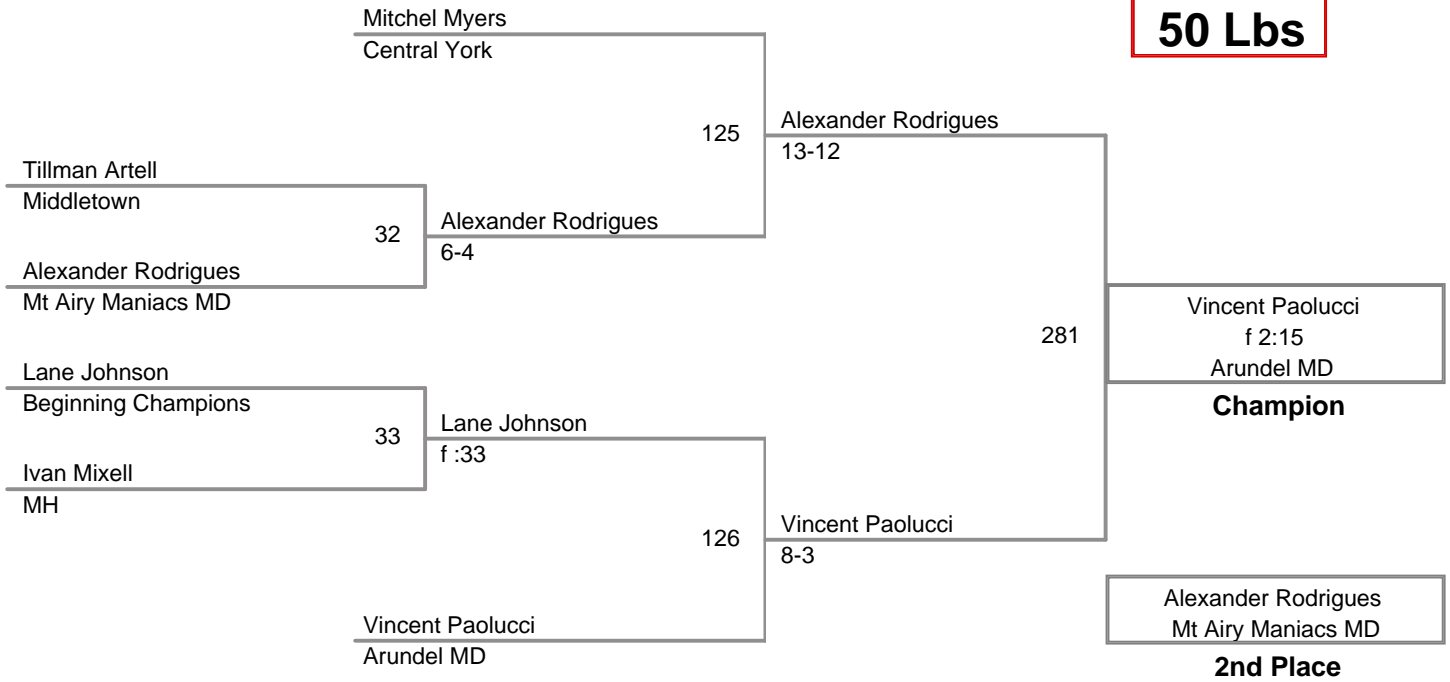 Mitchel Myers
Central York
50 Lbs
125
Alexander Rodrigues
13-12
Tillman Artell
Middletown
32
Alexander Rodrigues
6-4
Alexander Rodrigues
Mt Airy Maniacs MD
281
Vincent Paolucci
f 2:15
Arundel MD
Champion
Lane Johnson
Beginning Champions
33
Lane Johnson
f :33
Ivan Mixell
MH
126
Vincent Paolucci
8-3
Vincent Paolucci
Arundel MD
Alexander Rodrigues
Mt Airy Maniacs MD
2nd Place